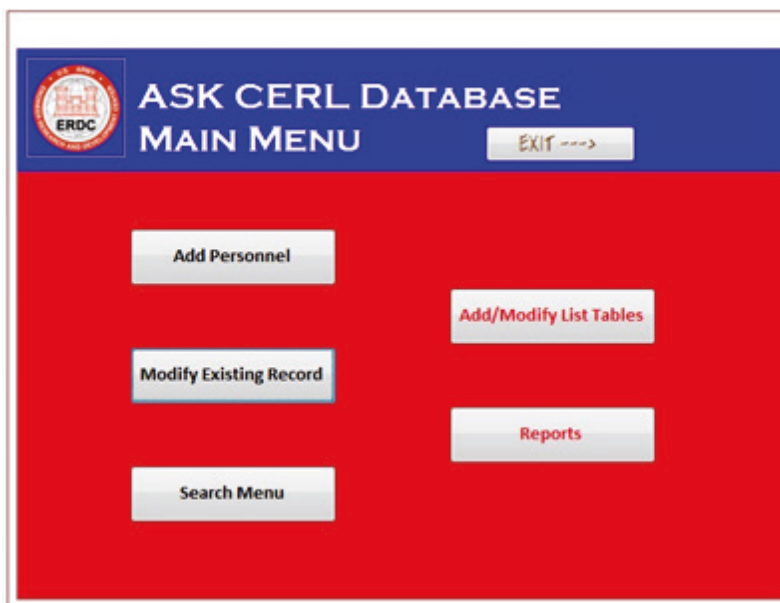 ASK CERL DATABASE
MAIN MENU
EXIT --->
U.S. ARMY
ERDC
Add Personnel
Add/Modify List Tables
Modify Existing Record
Reports
Search Menu